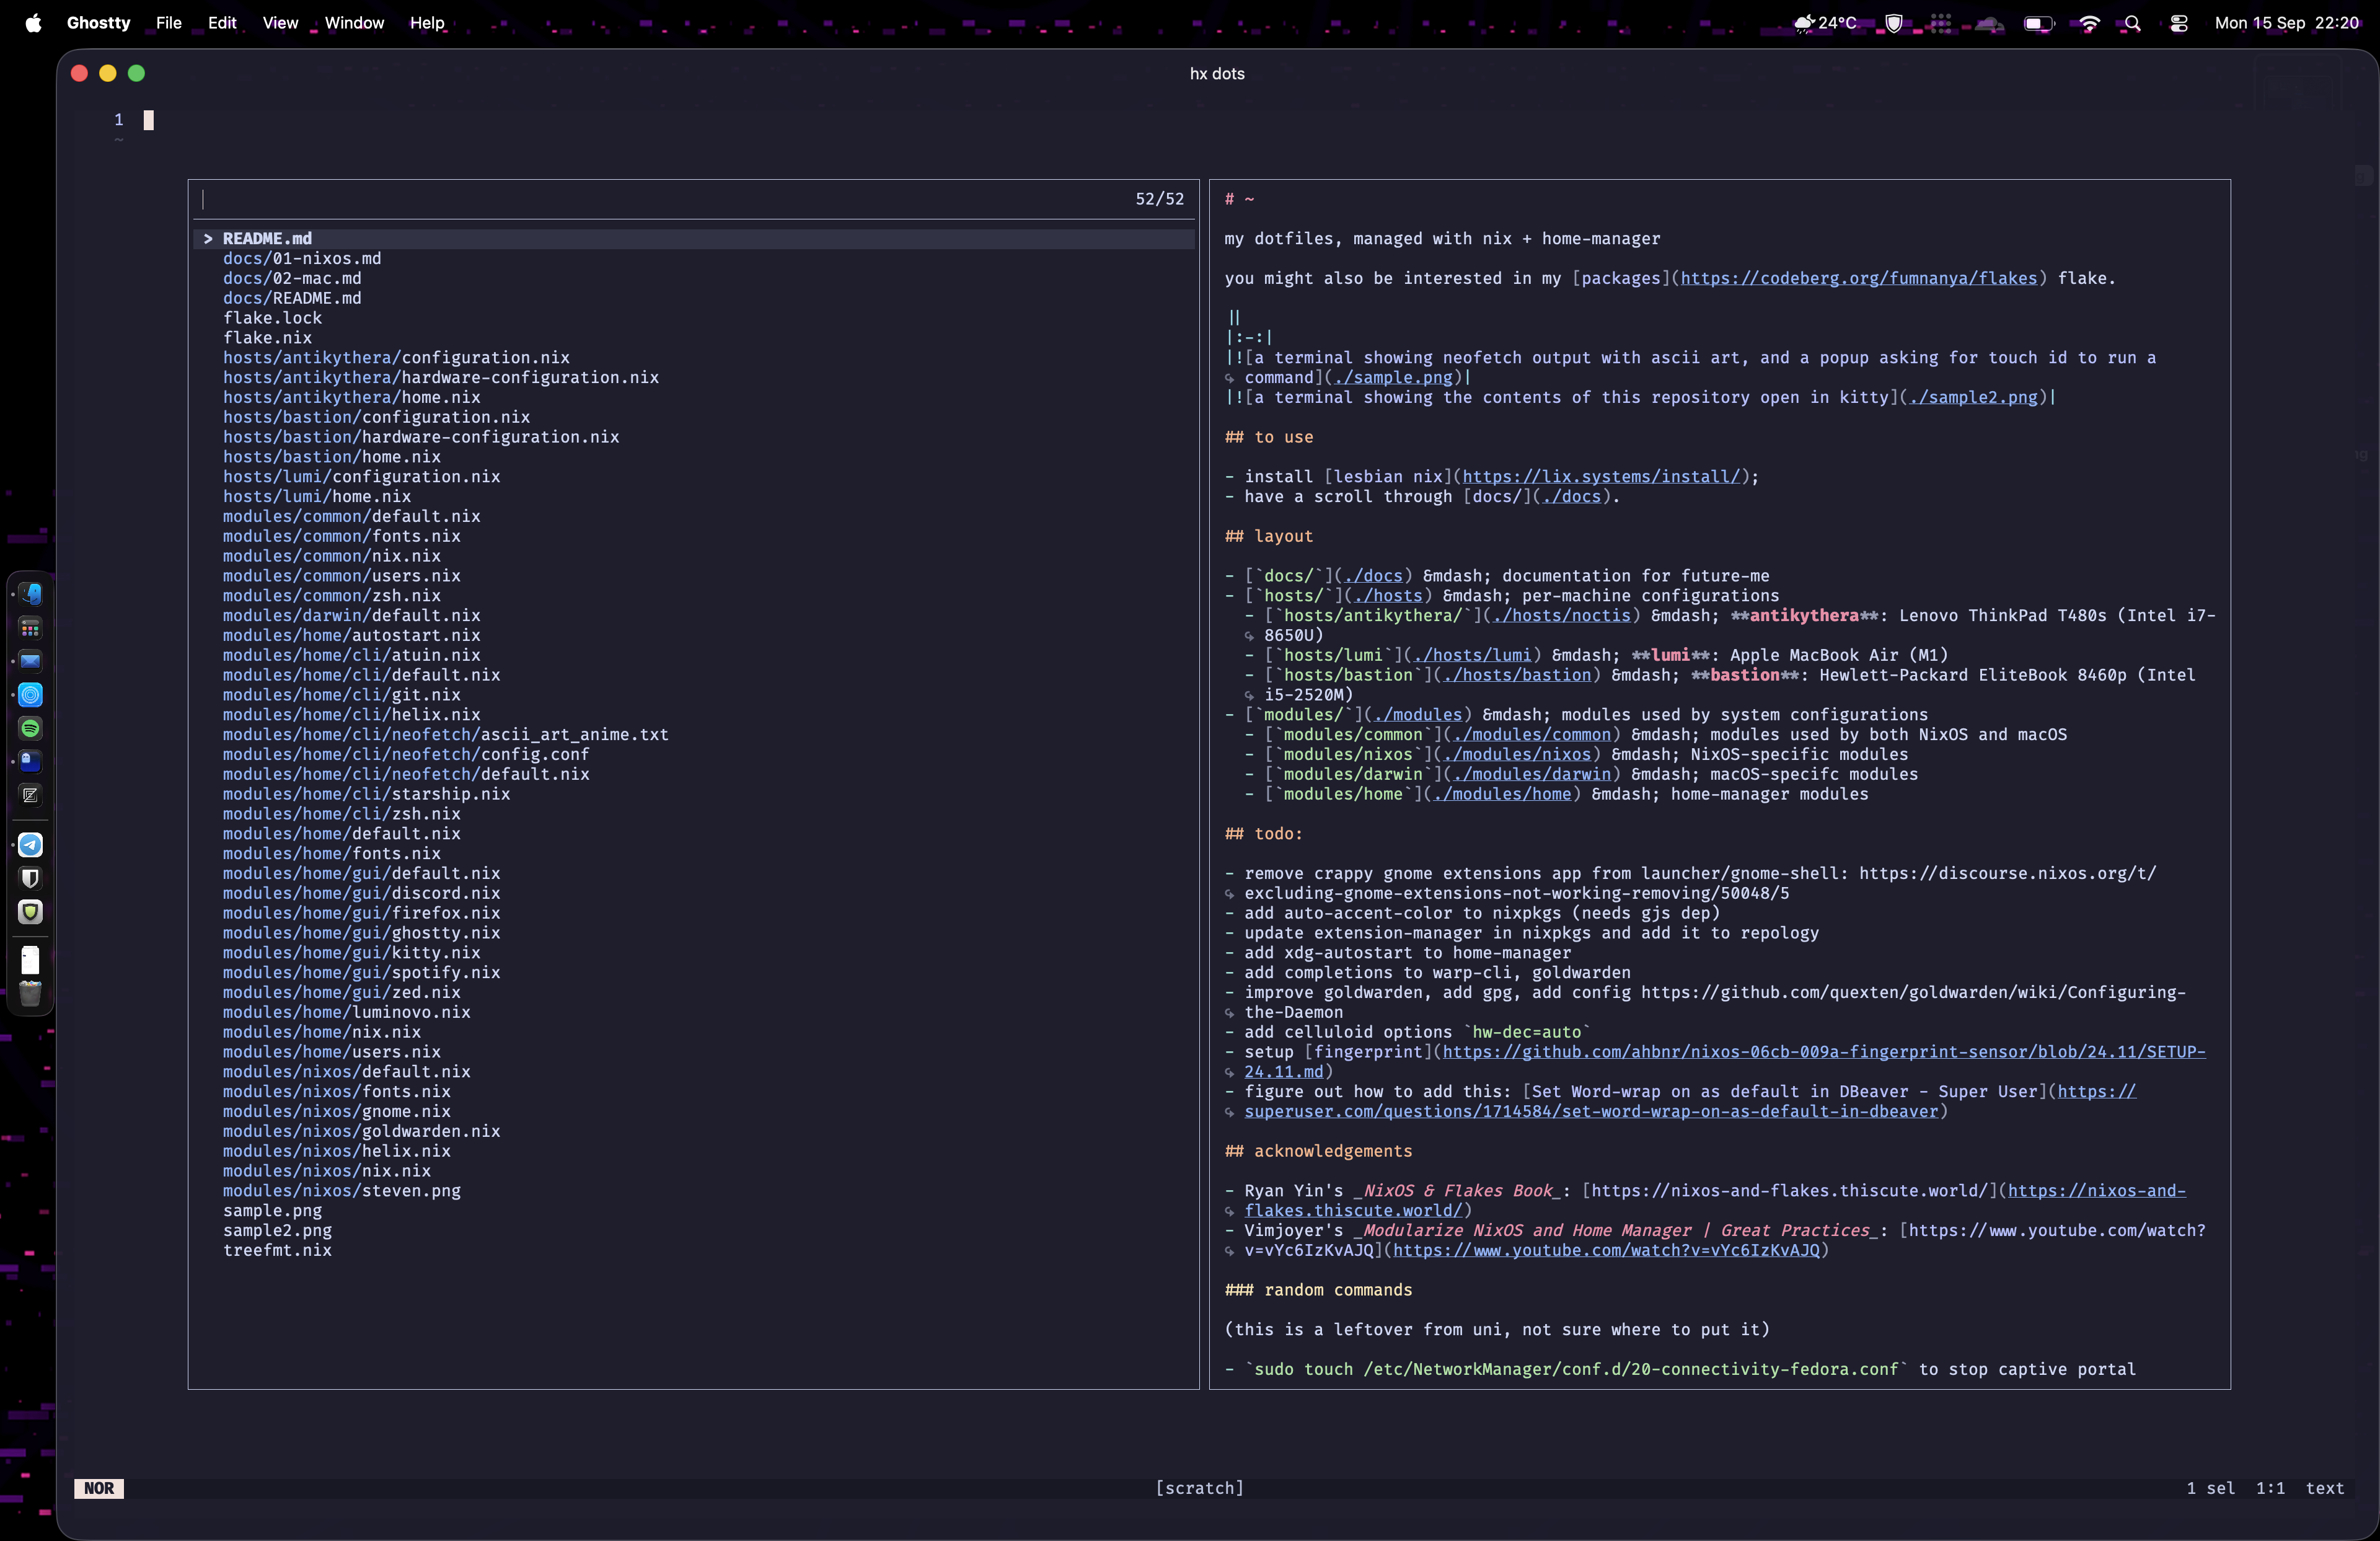 Ghostty File Edit View Window Help 24°C Mon 15 Sep 22:20
hx dots
1
~
52/52
> README.md
docs/01-nixos.md
docs/02-mac.md
docs/README.md
flake.lock
flake.nix
hosts/antikythera/configuration.nix
hosts/antikythera/hardware-configuration.nix
hosts/antikythera/home.nix
hosts/bastion/configuration.nix
hosts/bastion/hardware-configuration.nix
hosts/bastion/home.nix
hosts/lumi/configuration.nix
hosts/lumi/home.nix
modules/common/default.nix
modules/common/fonts.nix
modules/common/nix.nix
modules/common/users.nix
modules/common/zsh.nix
modules/darwin/default.nix
modules/home/autostart.nix
modules/home/cli/atuin.nix
modules/home/cli/default.nix
modules/home/cli/git.nix
modules/home/cli/helix.nix
modules/home/cli/neofetch/ascii_art_anime.txt
modules/home/cli/neofetch/config.conf
modules/home/cli/neofetch/default.nix
modules/home/cli/starship.nix
modules/home/cli/zsh.nix
modules/home/default.nix
modules/home/fonts.nix
modules/home/gui/default.nix
modules/home/gui/discord.nix
modules/home/gui/firefox.nix
modules/home/gui/ghostty.nix
modules/home/gui/kitty.nix
modules/home/gui/spotify.nix
modules/home/gui/zed.nix
modules/home/luminovo.nix
modules/home/nix.nix
modules/home/users.nix
modules/nixos/default.nix
modules/nixos/fonts.nix
modules/nixos/gnome.nix
modules/nixos/goldwarden.nix
modules/nixos/helix.nix
modules/nixos/nix.nix
modules/nixos/steven.png
sample.png
sample2.png
treefmt.nix
# ~
my dotfiles, managed with nix + home-manager
you might also be interested in my [packages](https://codeberg.org/fumnanya/flakes) flake.
||
|:-:|
|![a terminal showing neofetch output with ascii art, and a popup asking for touch id to run a
↪ command](./sample.png)|
|![a terminal showing the contents of this repository open in kitty](./sample2.png)|
## to use
- install [lesbian nix](https://lix.systems/install/);
- have a scroll through [docs/](./docs).
## layout
- [`docs/`](./docs) &mdash; documentation for future-me
- [`hosts/`](./hosts) &mdash; per-machine configurations
- [`hosts/antikythera/`](./hosts/noctis) &mdash; **antikythera**: Lenovo ThinkPad T480s (Intel i7-
↪ 8650U)
- [`hosts/lumi`](./hosts/lumi) &mdash; **lumi**: Apple MacBook Air (M1)
- [`hosts/bastion`](./hosts/bastion) &mdash; **bastion**: Hewlett-Packard EliteBook 8460p (Intel
↪ i5-2520M)
- [`modules/`](./modules) &mdash; modules used by system configurations
- [`modules/common`](./modules/common) &mdash; modules used by both NixOS and macOS
- [`modules/nixos`](./modules/nixos) &mdash; NixOS-specific modules
- [`modules/darwin`](./modules/darwin) &mdash; macOS-specifc modules
- [`modules/home`](./modules/home) &mdash; home-manager modules
## todo:
- remove crappy gnome extensions app from launcher/gnome-shell: https://discourse.nixos.org/t/
↪ excluding-gnome-extensions-not-working-removing/50048/5
- add auto-accent-color to nixpkgs (needs gjs dep)
- update extension-manager in nixpkgs and add it to repology
- add xdg-autostart to home-manager
- add completions to warp-cli, goldwarden
- improve goldwarden, add gpg, add config https://github.com/quexten/goldwarden/wiki/Configuring-
↪ the-Daemon
- add celluloid options `hw-dec=auto`
- setup [fingerprint](https://github.com/ahbnr/nixos-06cb-009a-fingerprint-sensor/blob/24.11/SETUP-
↪ 24.11.md)
- figure out how to add this: [Set Word-wrap on as default in DBeaver - Super User](https://
↪ superuser.com/questions/1714584/set-word-wrap-on-as-default-in-dbeaver)
## acknowledgements
- Ryan Yin's _NixOS & Flakes Book_: [https://nixos-and-flakes.thiscute.world/](https://nixos-and-
↪ flakes.thiscute.world/)
- Vimjoyer's _Modularize NixOS and Home Manager | Great Practices_: [https://www.youtube.com/watch?
↪ v=vYc6IzKvAJQ](https://www.youtube.com/watch?v=vYc6IzKvAJQ)
### random commands
(this is a leftover from uni, not sure where to put it)
- `sudo touch /etc/NetworkManager/conf.d/20-connectivity-fedora.conf` to stop captive portal
NOR [scratch] 1 sel 1:1 text